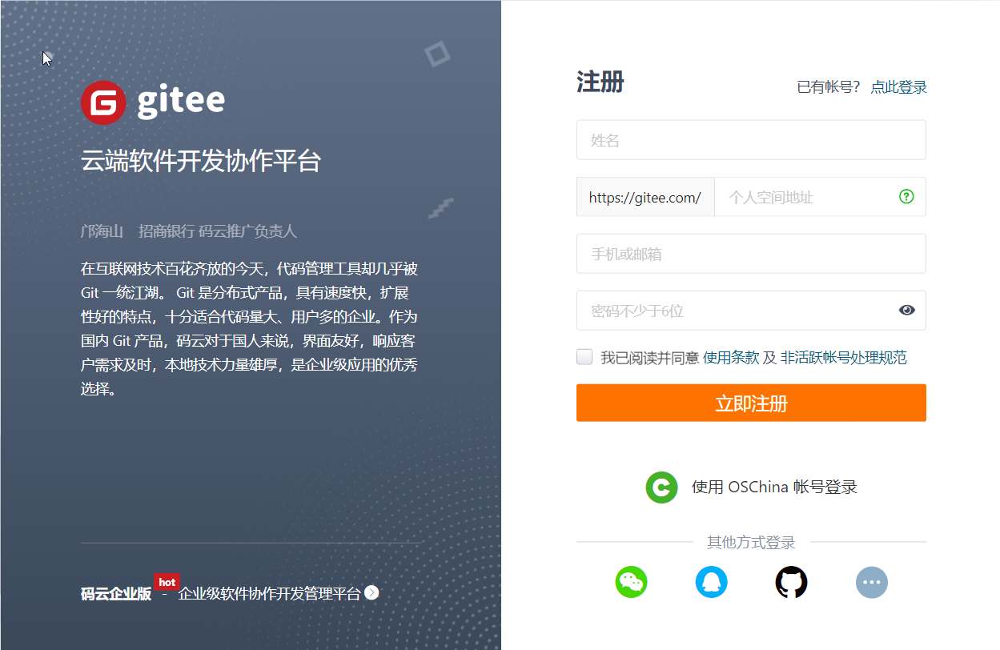 gitee
云端软件开发协作平台
邝海山 招商银行 码云推广负责人
在互联网技术百花齐放的今天，代码管理工具却几乎被
Git 一统江湖。 Git 是分布式产品，具有速度快，扩展
性好的特点，十分适合代码量大、用户多的企业。作为
国内 Git 产品，码云对于国人来说，界面友好，响应客
户需求及时，本地技术力量雄厚，是企业级应用的优秀
选择。
hot
码云企业版 - 企业级软件协作开发管理平台
注册
已有帐号？ 点此登录
姓名
https://gitee.com/ 个人空间地址
手机或邮箱
密码不少于6位
我已阅读并同意 使用条款 及 非活跃帐号处理规范
立即注册
使用 OSChina 帐号登录
其他方式登录